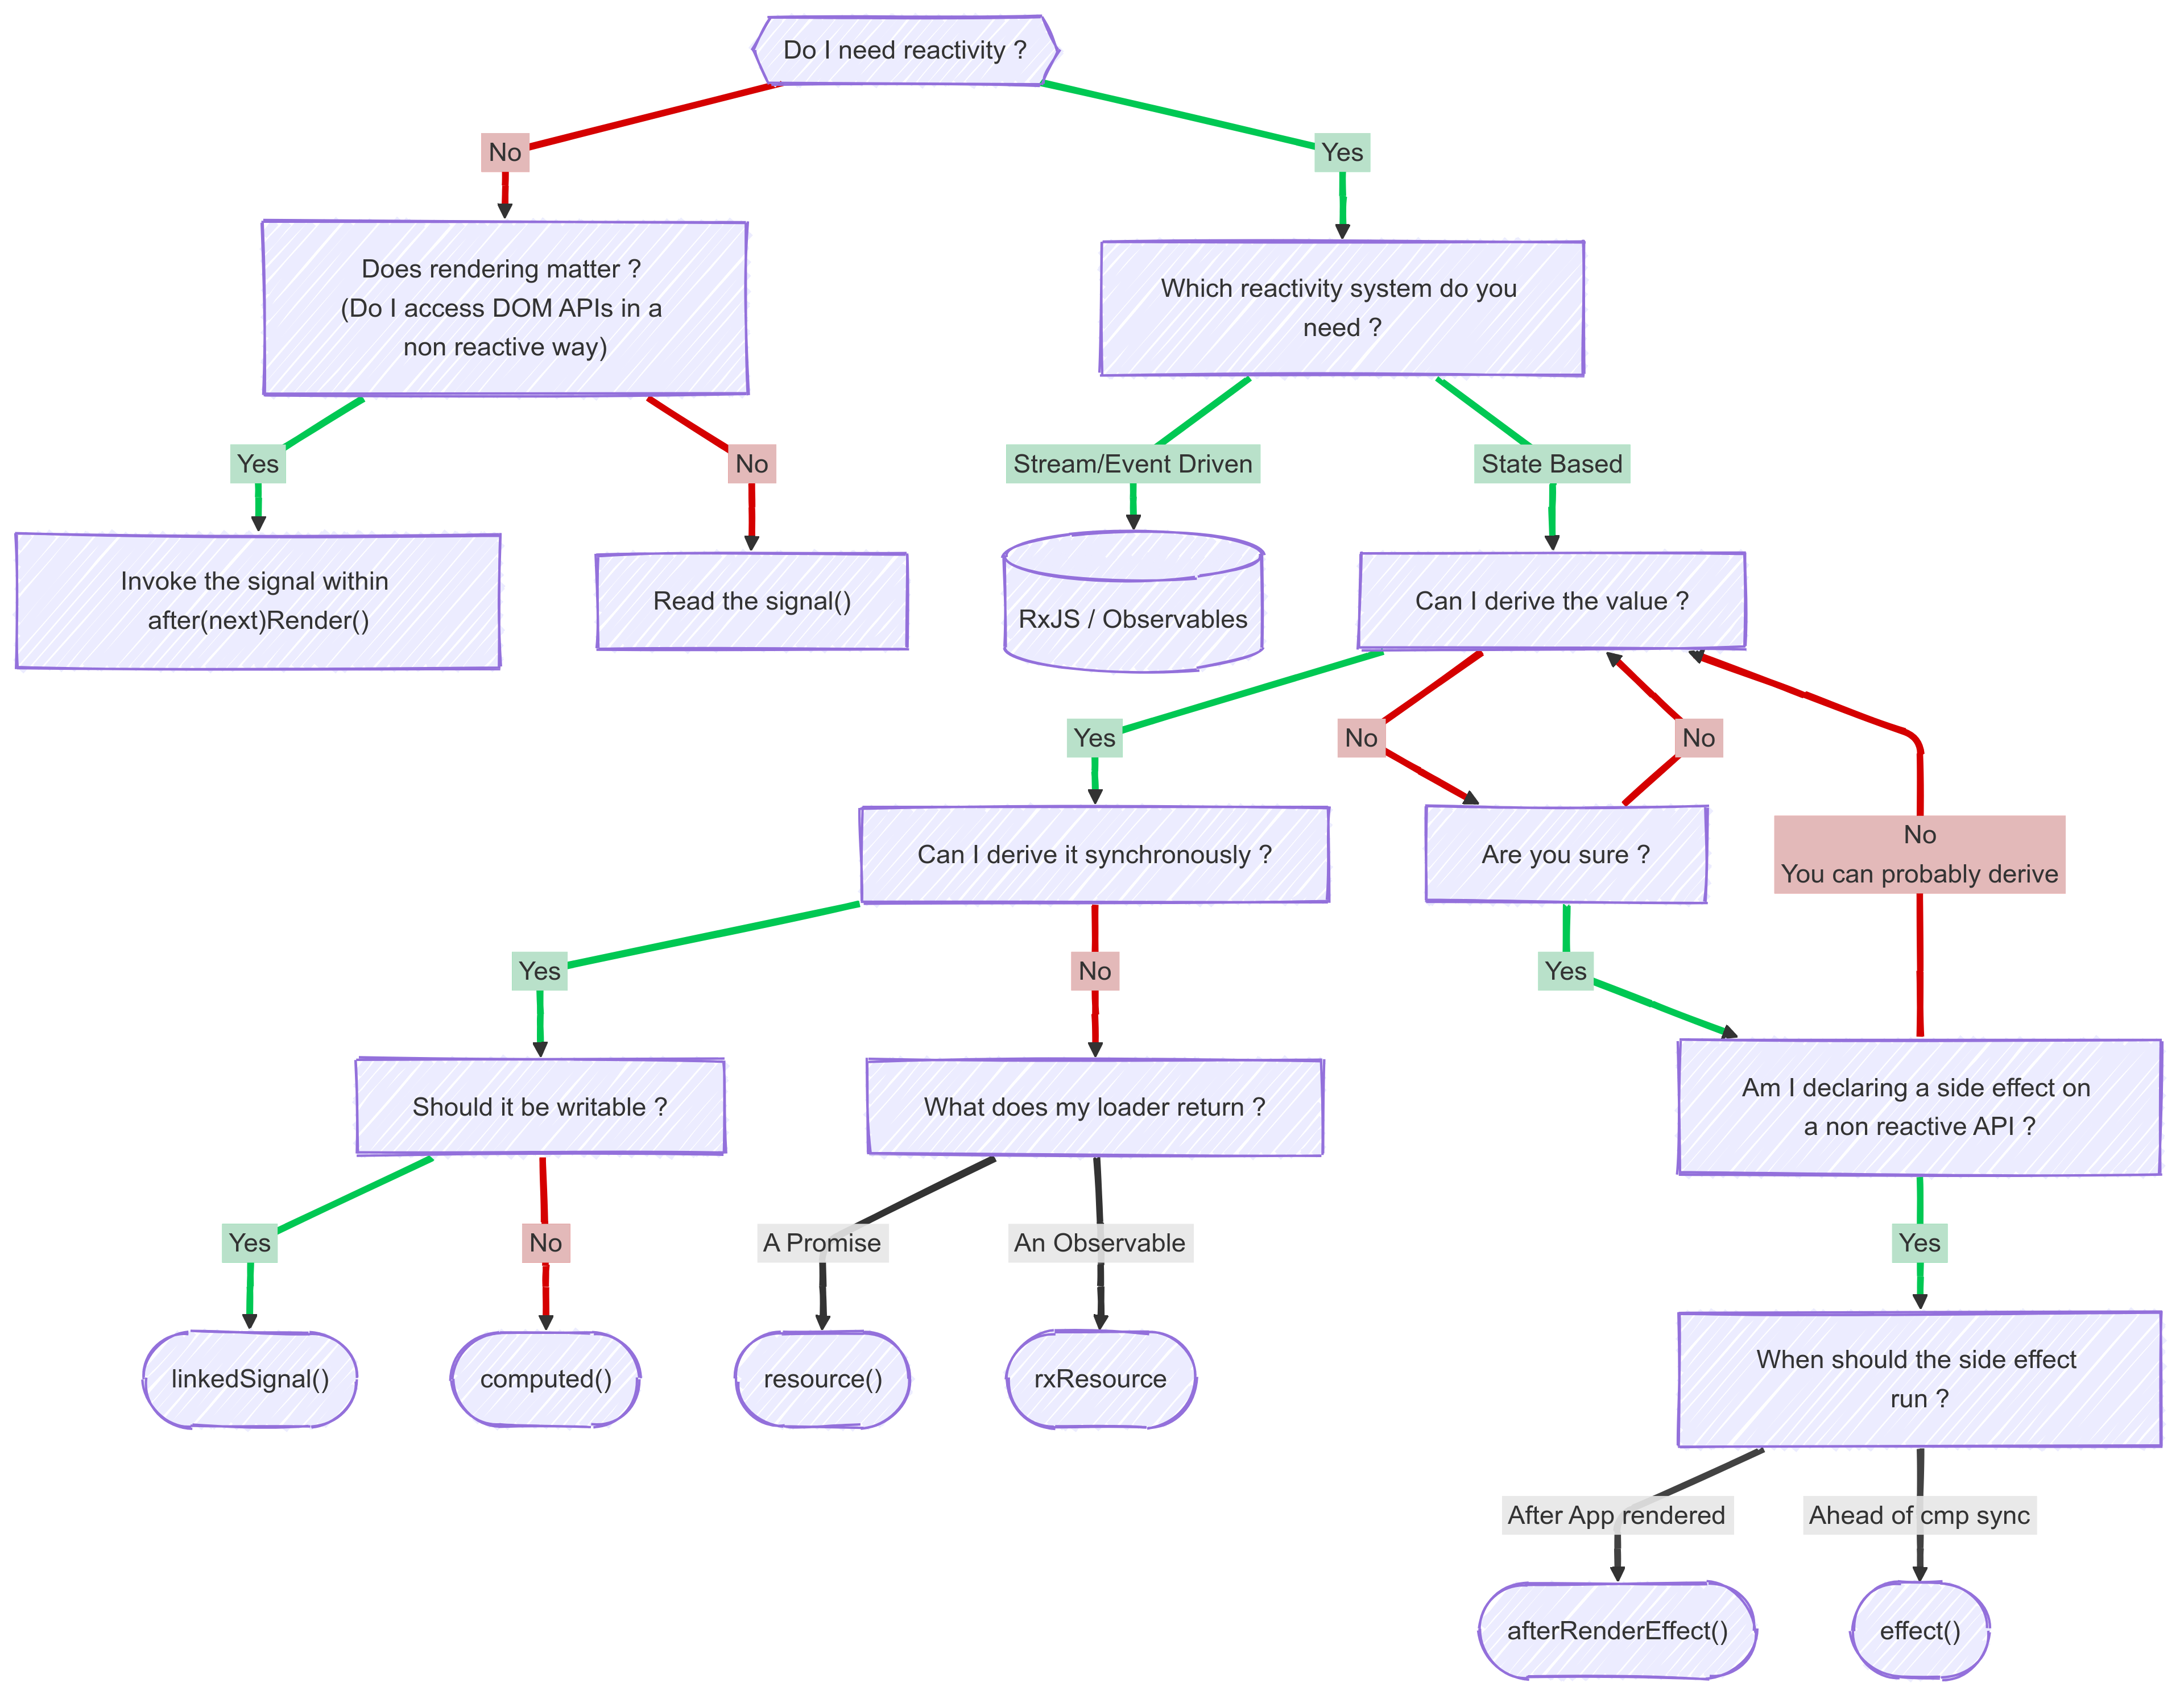 Do I need reactivity ?
No
Yes
Does rendering matter ?
(Do I access DOM APIs in a
non reactive way)
Which reactivity system do you
need ?
Yes
No
Stream/Event Driven
State Based
Invoke the signal within
after(next)Render()
Read the signal()
RxJS / Observables
Can I derive the value ?
Yes
No
No
No
You can probably derive
Can I derive it synchronously ?
Are you sure ?
Yes
No
Yes
Should it be writable ?
What does my loader return ?
Am I declaring a side effect on
a non reactive API ?
Yes
No
A Promise
An Observable
Yes
linkedSignal()
computed()
resource()
rxResource
When should the side effect
run ?
After App rendered
Ahead of cmp sync
afterRenderEffect()
effect()